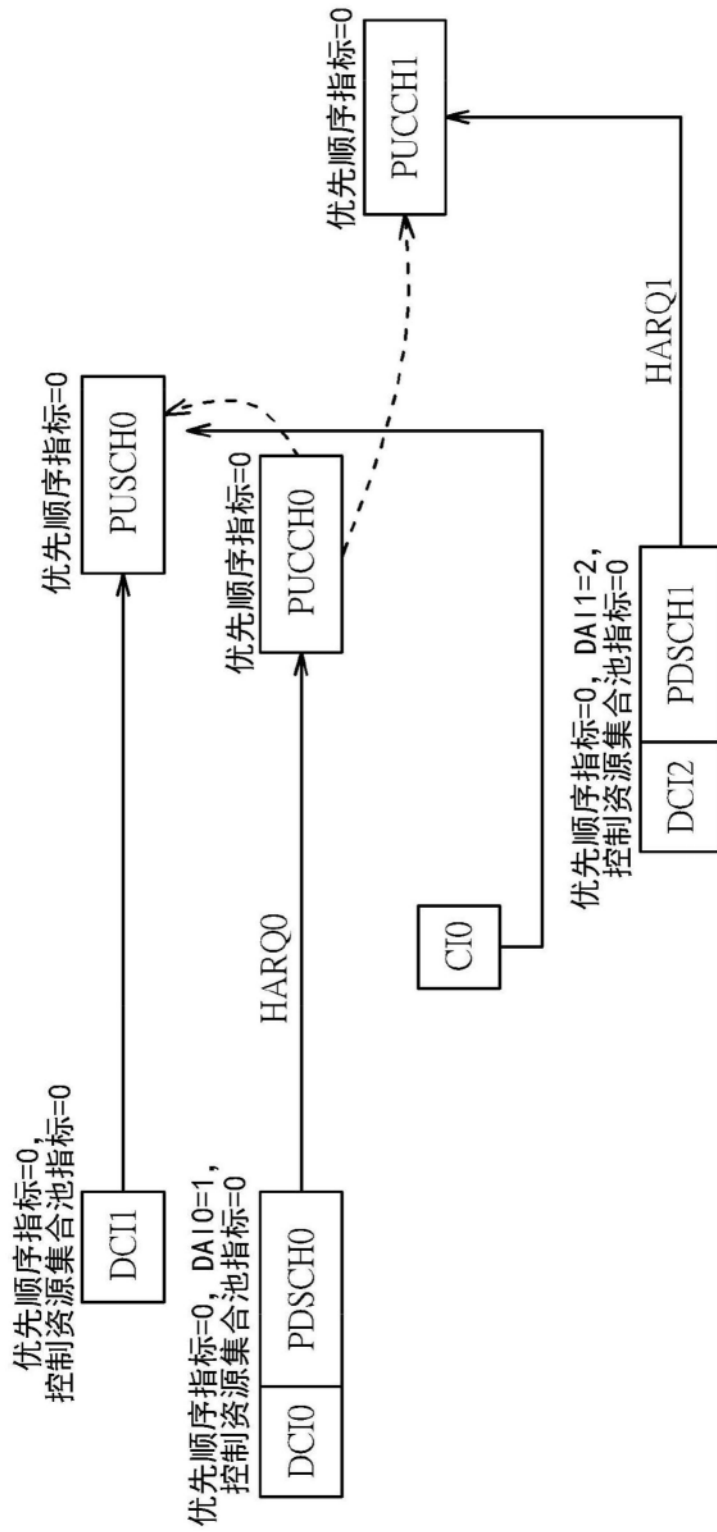 优先顺序指标=0,
控制资源集合池指标=0
DCI1
优先顺序指标=0
PUSCH0
优先顺序指标=0, DAI0=1,
控制资源集合池指标=0
DCI0
PDSCH0
HARQ0
优先顺序指标=0
PUCCH0
优先顺序指标=0
PUCCH1
CI0
优先顺序指标=0, DAI1=2,
控制资源集合池指标=0
DCI2
PDSCH1
HARQ1